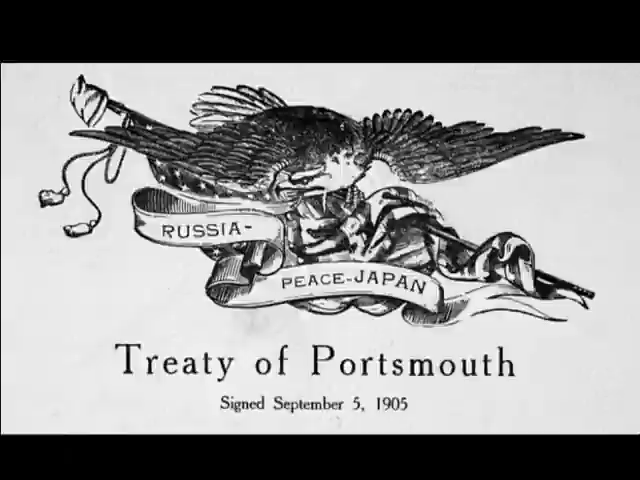 RUSSIA-
PEACE-JAPAN
Treaty of Portsmouth
Signed September 5, 1905